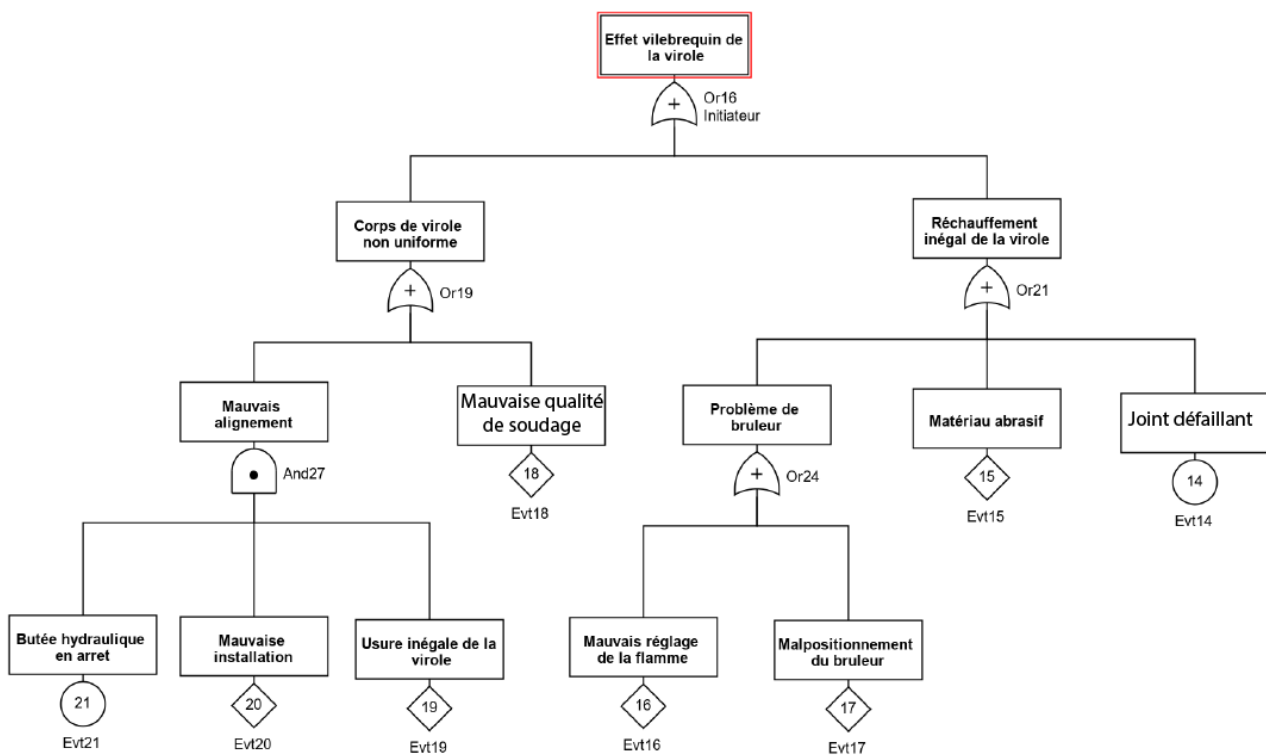 Effet vilebrequin de
la virole
+
Or16
Initiateur
Corps de virole
non uniforme
+
Or19
Réchauffement
inégal de la virole
+
Or21
Mauvais
alignement
And27
Mauvaise qualité
de soudage
18
Evt18
Problème de
bruleur
+
Or24
Matériau abrasif
15
Evt15
Joint défaillant
14
Evt14
Butée hydraulique
en arret
21
Evt21
Mauvaise
installation
20
Evt20
Usure inégale de la
virole
19
Evt19
Mauvais réglage
de la flamme
16
Evt16
Malpositionnement
du bruleur
17
Evt17